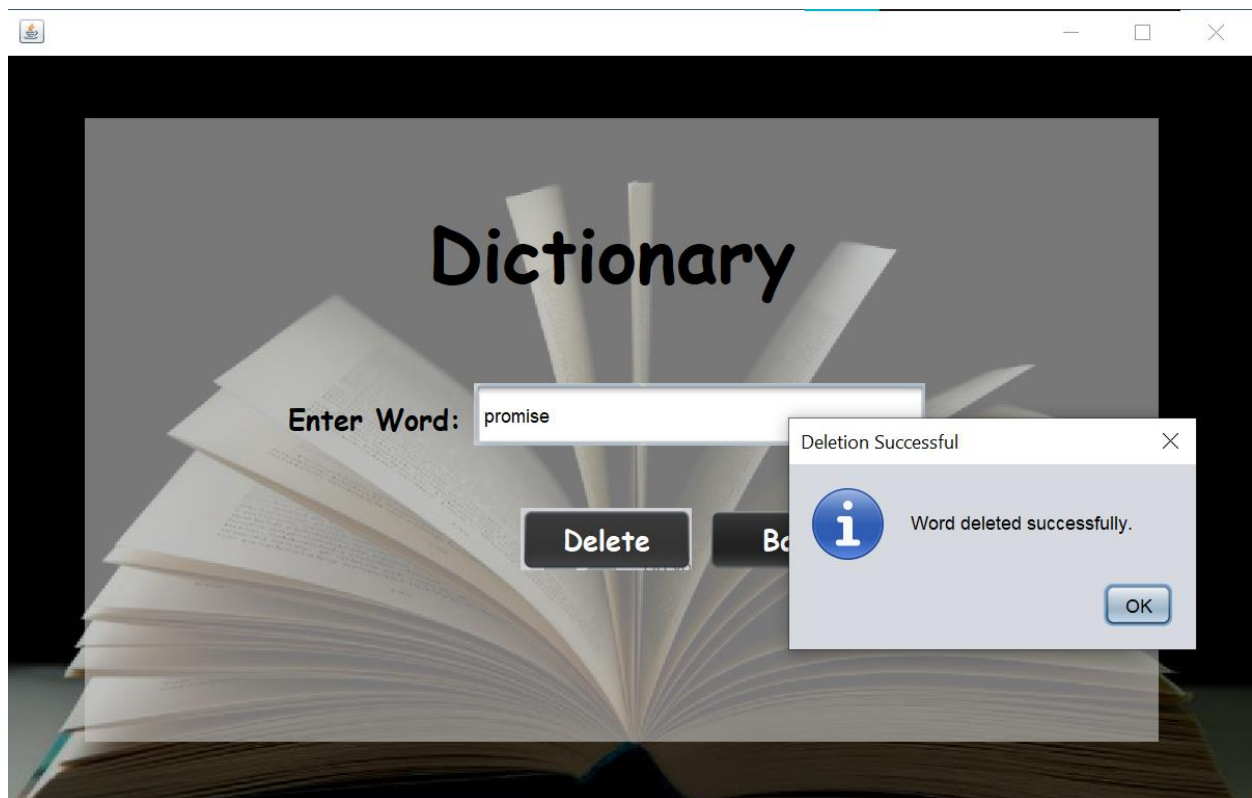 Dictionary
Enter Word:
promise
Deletion Successful
Word deleted successfully.
Delete
OK